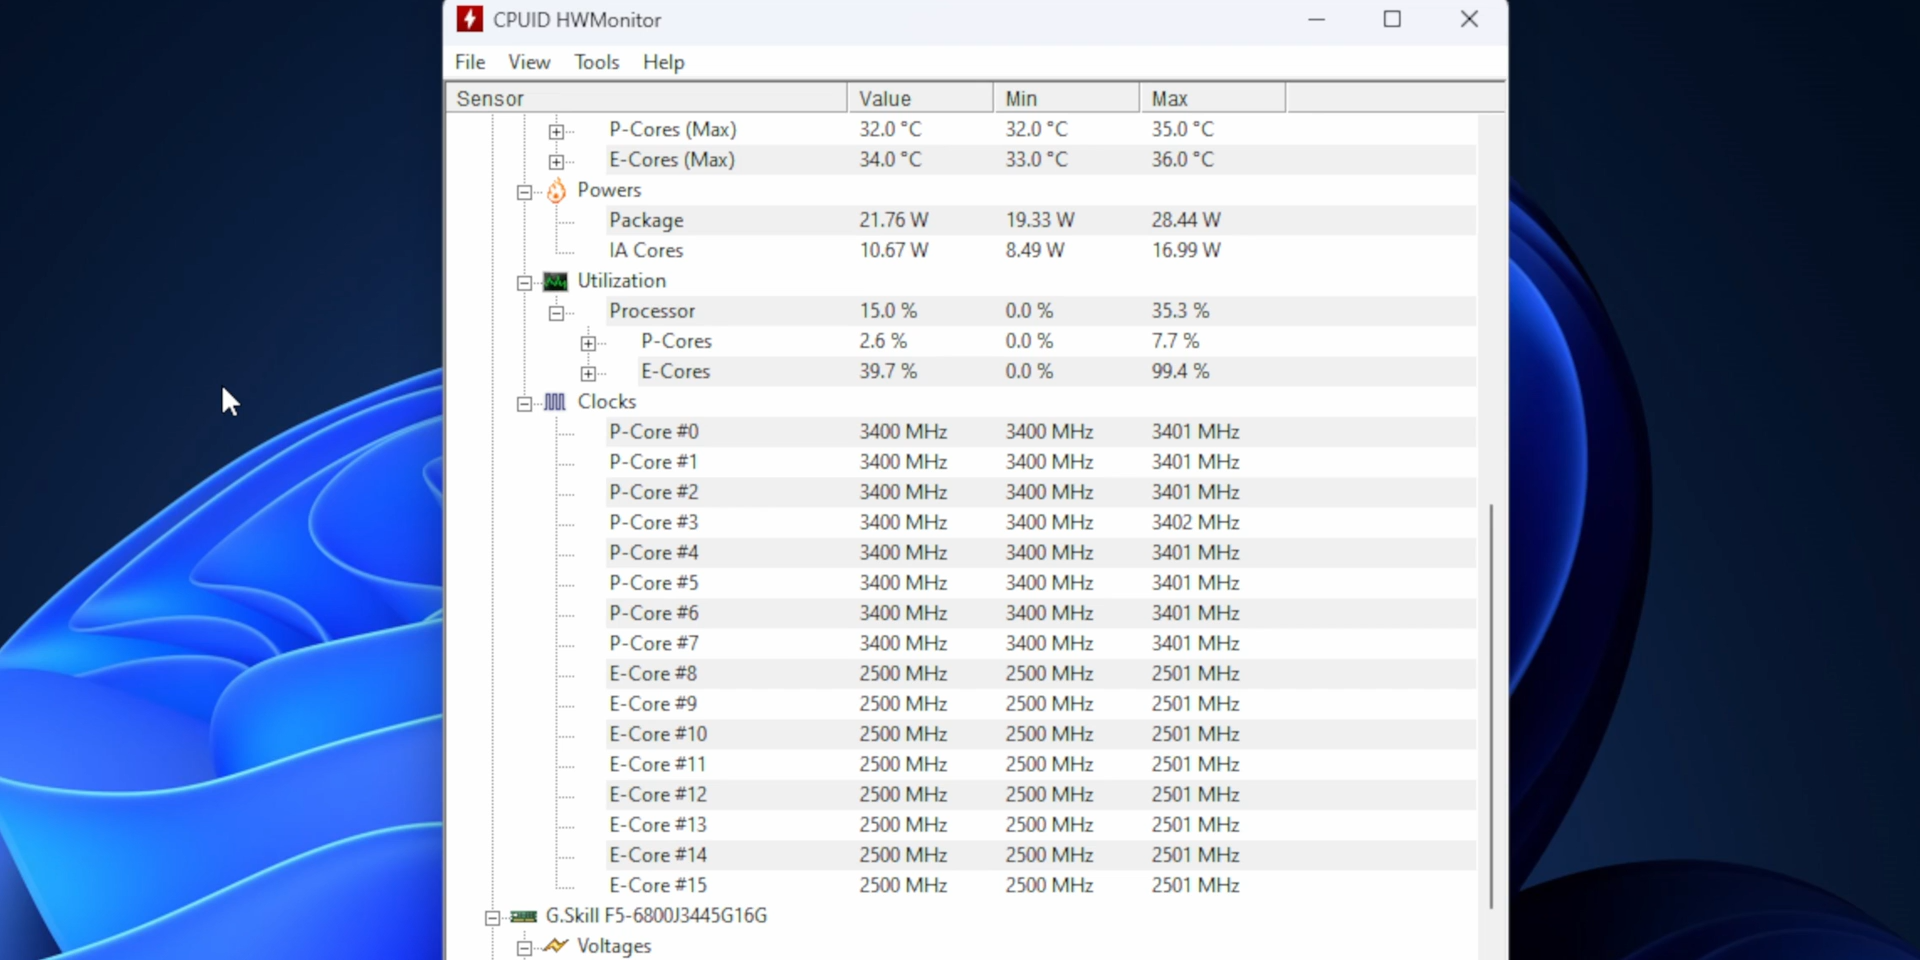 CPUID HWMonitor
File View Tools Help
Sensor Value Min Max
P-Cores (Max) 32.0 °C 32.0 °C 35.0 °C
E-Cores (Max) 34.0 °C 33.0 °C 36.0 °C
Powers
Package 21.76 W 19.33 W 28.44 W
IA Cores 10.67 W 8.49 W 16.99 W
Utilization
Processor 15.0 % 0.0 % 35.3 %
P-Cores 2.6 % 0.0 % 7.7 %
E-Cores 39.7 % 0.0 % 99.4 %
Clocks
P-Core #0 3400 MHz 3400 MHz 3401 MHz
P-Core #1 3400 MHz 3400 MHz 3401 MHz
P-Core #2 3400 MHz 3400 MHz 3401 MHz
P-Core #3 3400 MHz 3400 MHz 3402 MHz
P-Core #4 3400 MHz 3400 MHz 3401 MHz
P-Core #5 3400 MHz 3400 MHz 3401 MHz
P-Core #6 3400 MHz 3400 MHz 3401 MHz
P-Core #7 3400 MHz 3400 MHz 3401 MHz
E-Core #8 2500 MHz 2500 MHz 2501 MHz
E-Core #9 2500 MHz 2500 MHz 2501 MHz
E-Core #10 2500 MHz 2500 MHz 2501 MHz
E-Core #11 2500 MHz 2500 MHz 2501 MHz
E-Core #12 2500 MHz 2500 MHz 2501 MHz
E-Core #13 2500 MHz 2500 MHz 2501 MHz
E-Core #14 2500 MHz 2500 MHz 2501 MHz
E-Core #15 2500 MHz 2500 MHz 2501 MHz
G.Skill F5-6800J3445G16G
Voltages